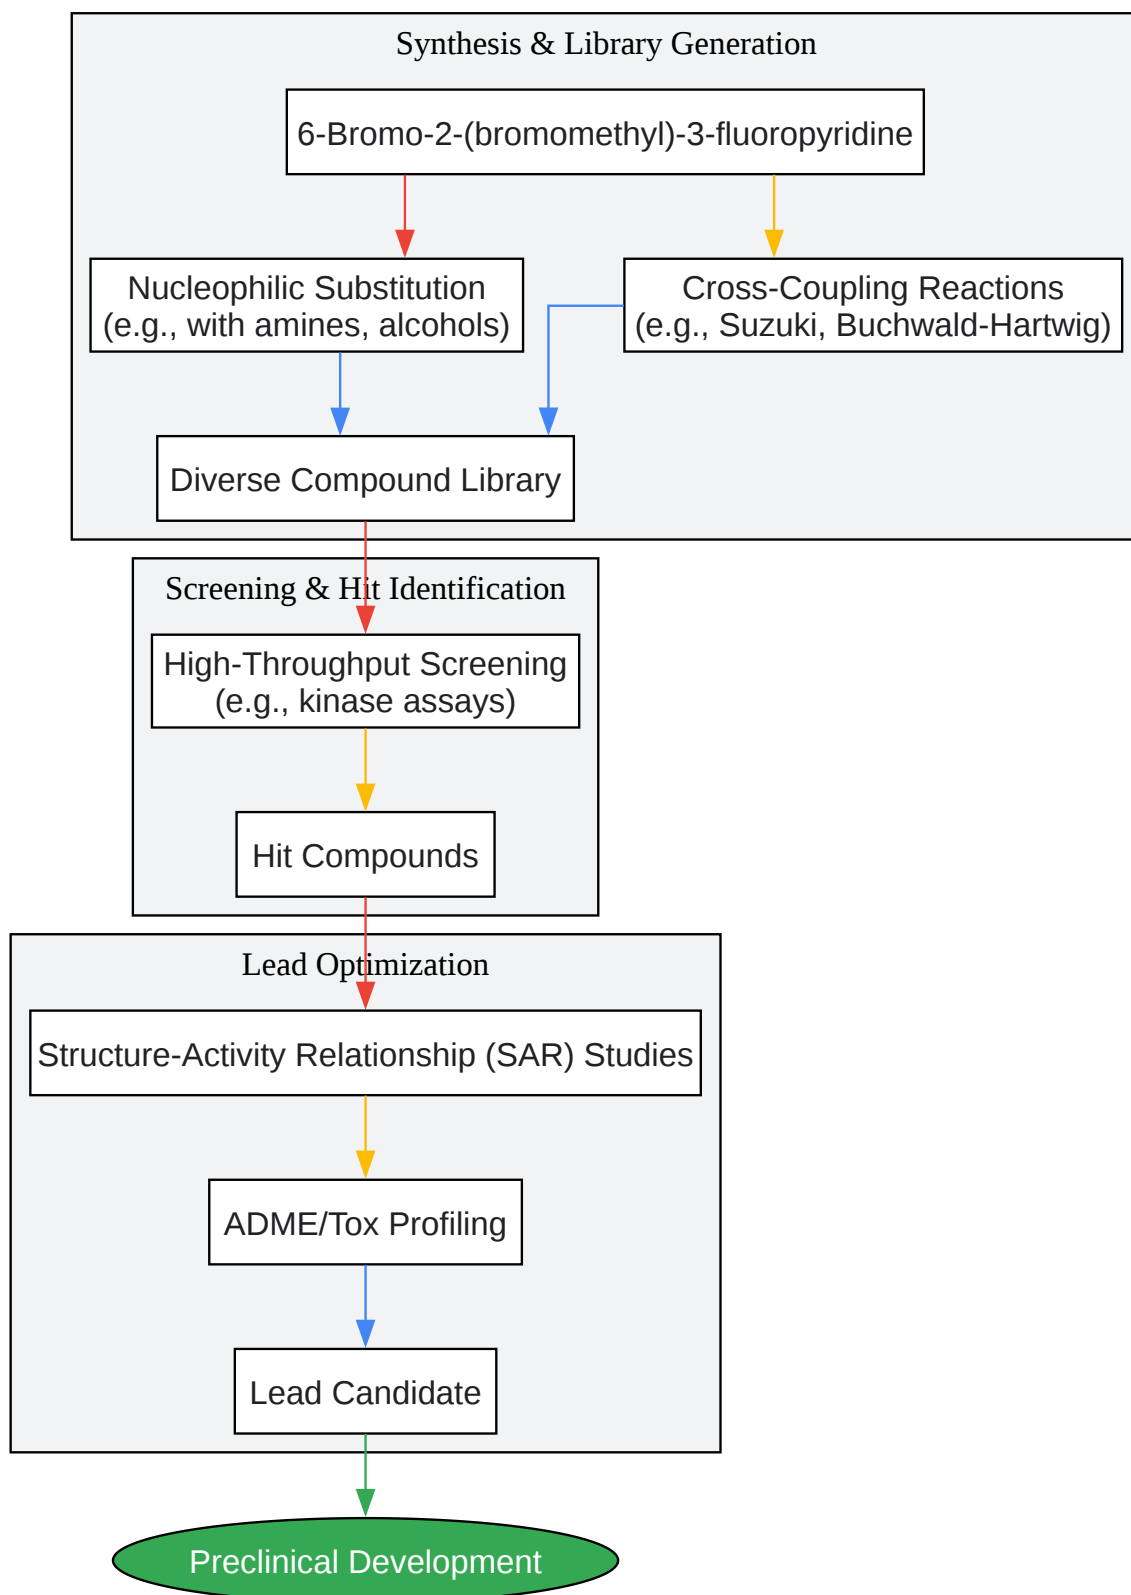 Synthesis & Library Generation
6-Bromo-2-(bromomethyl)-3-fluoropyridine
Nucleophilic Substitution
(e.g., with amines, alcohols)
Cross-Coupling Reactions
(e.g., Suzuki, Buchwald-Hartwig)
Diverse Compound Library
Screening & Hit Identification
High-Throughput Screening
(e.g., kinase assays)
Hit Compounds
Lead Optimization
Structure-Activity Relationship (SAR) Studies
ADME/Tox Profiling
Lead Candidate
Preclinical Development